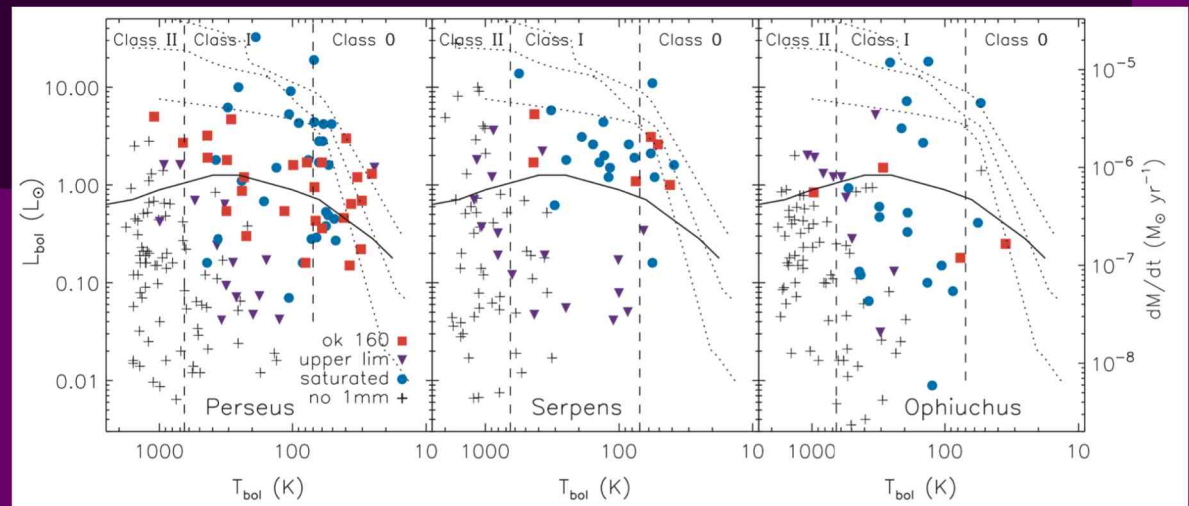 Class II Class I Class 0
Class II Class I Class 0
Class II Class I Class 0
L_bol (L_⊙)
10.00
1.00
0.10
0.01
ok 160
upper lim
saturated
no 1mm
Perseus
Serpens
Ophiuchus
10⁻⁵
10⁻⁶
10⁻⁷
10⁻⁸
dM/dt (M_⊙ yr⁻¹)
1000 100 10
1000 100 10
1000 100 10
T_bol (K)
T_bol (K)
T_bol (K)